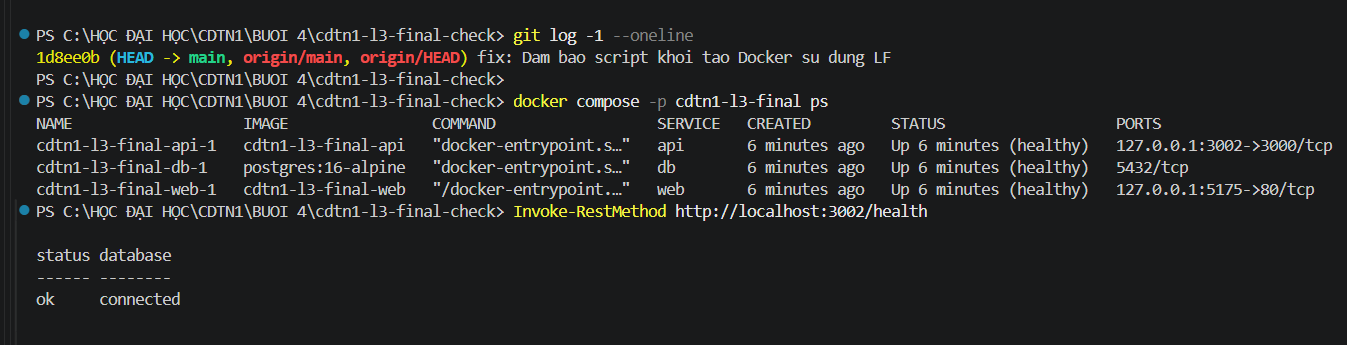 PS C:\HỌC ĐẠI HỌC\CDTN1\BUOI 4\cdtn1-l3-final-check> git log -1 --oneline
1d8ee0b (HEAD -> main, origin/main, origin/HEAD) fix: Dam bao script khoi tao Docker su dung LF
PS C:\HỌC ĐẠI HỌC\CDTN1\BUOI 4\cdtn1-l3-final-check>
PS C:\HỌC ĐẠI HỌC\CDTN1\BUOI 4\cdtn1-l3-final-check> docker compose -p cdtn1-l3-final ps
NAME IMAGE COMMAND SERVICE CREATED STATUS PORTS
cdtn1-l3-final-api-1 cdtn1-l3-final-api "docker-entrypoint.s…" api 6 minutes ago Up 6 minutes (healthy) 127.0.0.1:3002->3000/tcp
cdtn1-l3-final-db-1 postgres:16-alpine "docker-entrypoint.s…" db 6 minutes ago Up 6 minutes (healthy) 5432/tcp
cdtn1-l3-final-web-1 cdtn1-l3-final-web "/docker-entrypoint.…" web 6 minutes ago Up 6 minutes (healthy) 127.0.0.1:5175->80/tcp
PS C:\HỌC ĐẠI HỌC\CDTN1\BUOI 4\cdtn1-l3-final-check> Invoke-RestMethod http://localhost:3002/health
status database
------ --------
ok connected